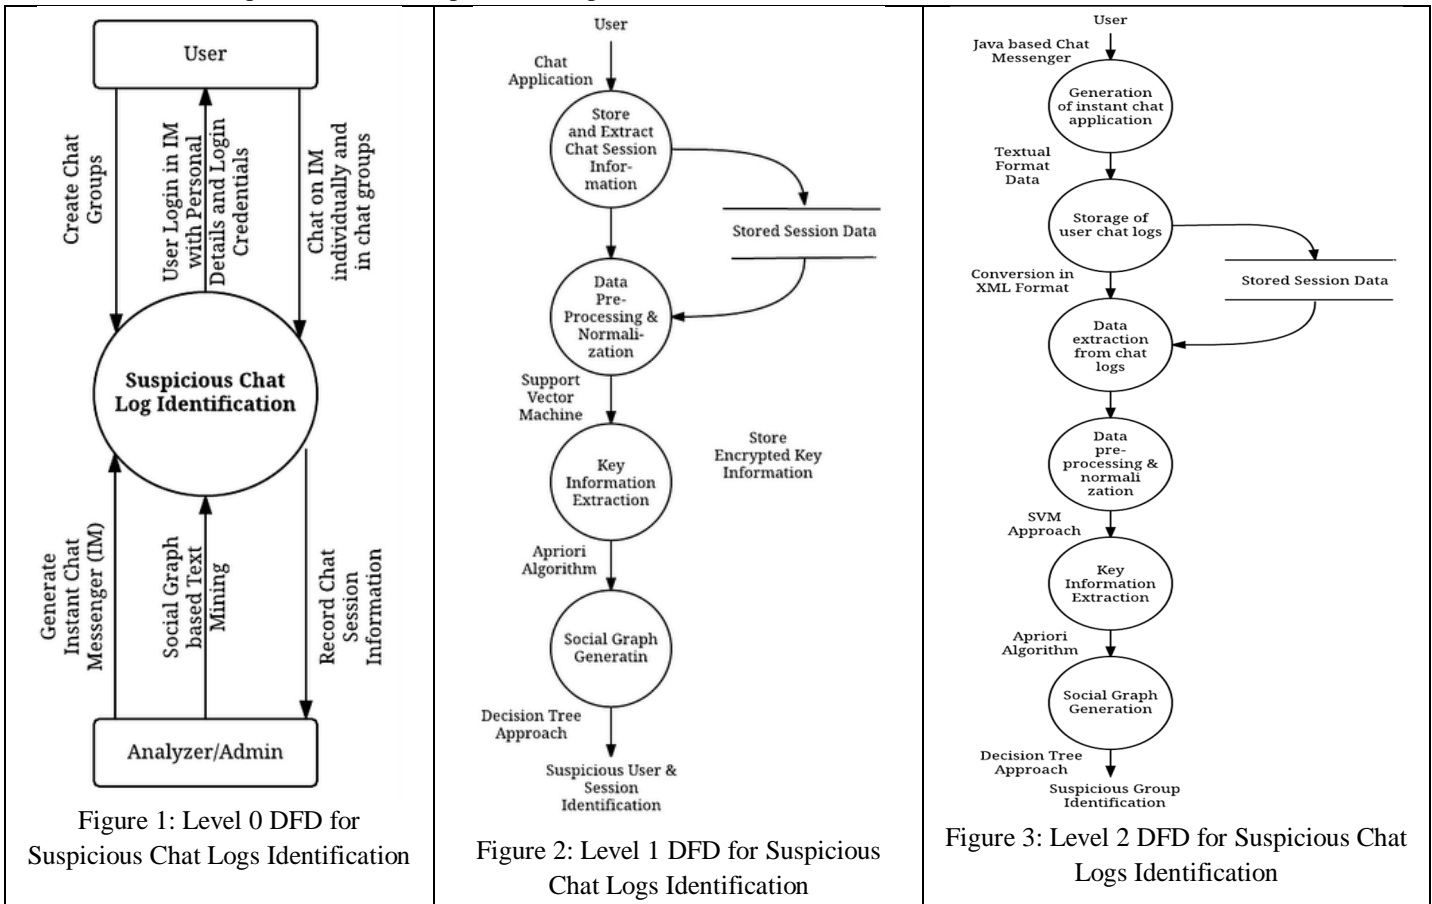 User
Create Chat
Groups
User Login in IM
with Personal
Details and Login
Credentials
Chat on IM
individually and
in chat groups
Suspicious Chat
Log Identification
Generate
Instant Chat
Messenger (IM)
Social Graph
based Text
Mining
Record Chat
Session
Information
Analyzer/Admin
Figure 1: Level 0 DFD for
Suspicious Chat Logs Identification
User
Chat
Application
Store
and Extract
Chat Session
Infor-
mation
Stored Session Data
Data
Pre-
Processing &
Normali-
zation
Support
Vector
Machine
Key
Information
Extraction
Store
Encrypted Key
Information
Apriori
Algorithm
Social Graph
Generatin
Decision Tree
Approach
Suspicious User &
Session
Identification
Figure 2: Level 1 DFD for Suspicious
Chat Logs Identification
User
Java based Chat
Messenger
Generation
of instant chat
application
Textual
Format
Data
Storage of
user chat logs
Stored Session Data
Conversion in
XML Format
Data
extraction
from chat
logs
Data
pre-
processing &
normali
zation
SVM
Approach
Key
Information
Extraction
Apriori
Algorithm
Social Graph
Generation
Decision Tree
Approach
Suspicious Group
Identification
Figure 3: Level 2 DFD for Suspicious Chat
Logs Identification